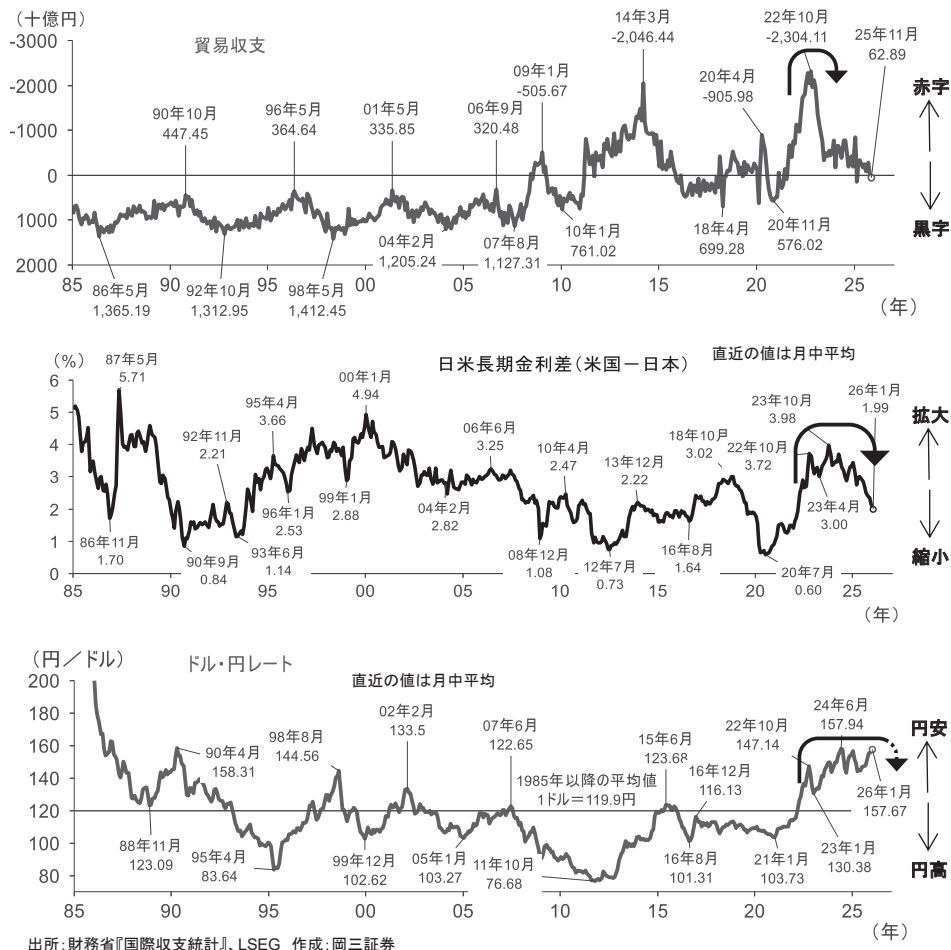 （十億円）
貿易収支
-3000
-2000
-1000
0
1000
2000
90年10月
447.45
96年5月
364.64
01年5月
335.85
06年9月
320.48
09年1月
-505.67
14年3月
-2,046.44
20年4月
-905.98
22年10月
-2,304.11
25年11月
62.89
赤字
黒字
86年5月
1,365.19
92年10月
1,312.95
98年5月
1,412.45
04年2月
1,205.24
07年8月
1,127.31
10年1月
761.02
18年4月
699.28
20年11月
576.02
85 90 95 00 05 10 15 20 25
（年）
（%）
日米長期金利差（米国－日本）
直近の値は月中平均
6
5
4
3
2
1
0
87年5月
5.71
92年11月
2.21
95年4月
3.66
00年1月
4.94
06年6月
3.25
10年4月
2.47
13年12月
2.22
18年10月
3.02
22年10月
3.72
23年10月
3.98
26年1月
1.99
拡大
縮小
86年11月
1.70
90年9月
0.84
93年6月
1.14
96年1月
2.53
99年1月
2.88
04年2月
2.82
08年12月
1.08
12年7月
0.73
16年8月
1.64
20年7月
0.60
23年4月
3.00
85 90 95 00 05 10 15 20 25
（年）
（円／ドル）
ドル・円レート
直近の値は月中平均
200
180
160
140
120
100
80
90年4月
158.31
98年8月
144.56
02年2月
133.5
07年6月
122.65
1985年以降の平均値
1ドル＝119.9円
15年6月
123.68
16年12月
116.13
22年10月
147.14
24年6月
157.94
26年1月
157.67
円安
円高
88年11月
123.09
95年4月
83.64
99年12月
102.62
05年1月
103.27
11年10月
76.68
16年8月
101.31
21年1月
103.73
23年1月
130.38
85 90 95 00 05 10 15 20 25
（年）
出所：財務省『国際収支統計』、LSEG 作成：岡三証券